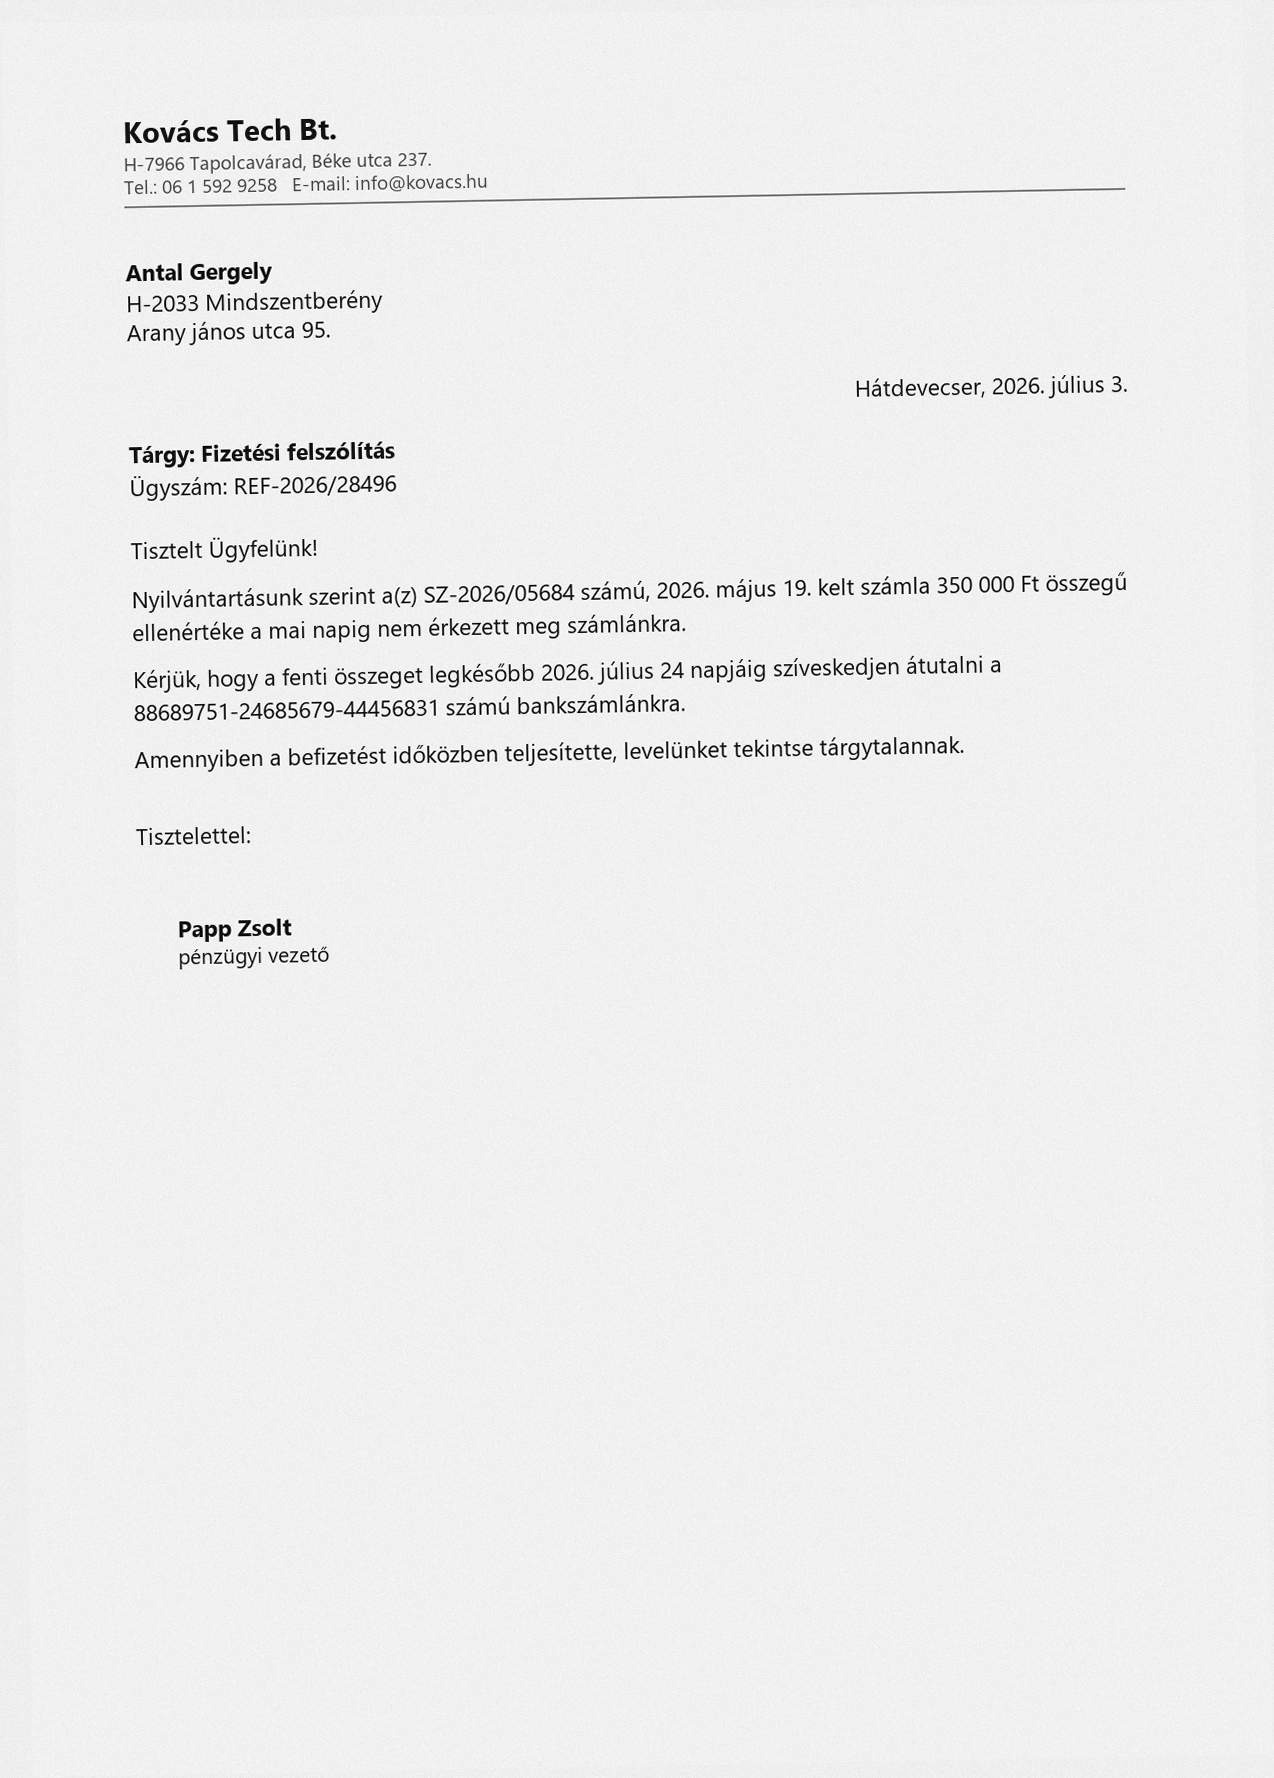 Kovács Tech Bt.
H-7966 Tapolcavárad, Béke utca 237.
Tel.: 06 1 592 9258 E-mail: info@kovacs.hu
Antal Gergely
H-2033 Mindszentberény
Arany jános utca 95.
Hátdevecser, 2026. július 3.
Tárgy: Fizetési felszólítás
Ügyszám: REF-2026/28496
Tisztelt Ügyfelünk!
Nyilvántartásunk szerint a(z) SZ-2026/05684 számú, 2026. május 19. kelt számla 350 000 Ft összegű
ellenértéke a mai napig nem érkezett meg számlánkra.
Kérjük, hogy a fenti összeget legkésőbb 2026. július 24 napjáig szíveskedjen átutalni a
88689751-24685679-44456831 számú bankszámlánkra.
Amennyiben a befizetést időközben teljesítette, levelünket tekintse tárgytalannak.
Tisztelettel:
Papp Zsolt
pénzügyi vezető